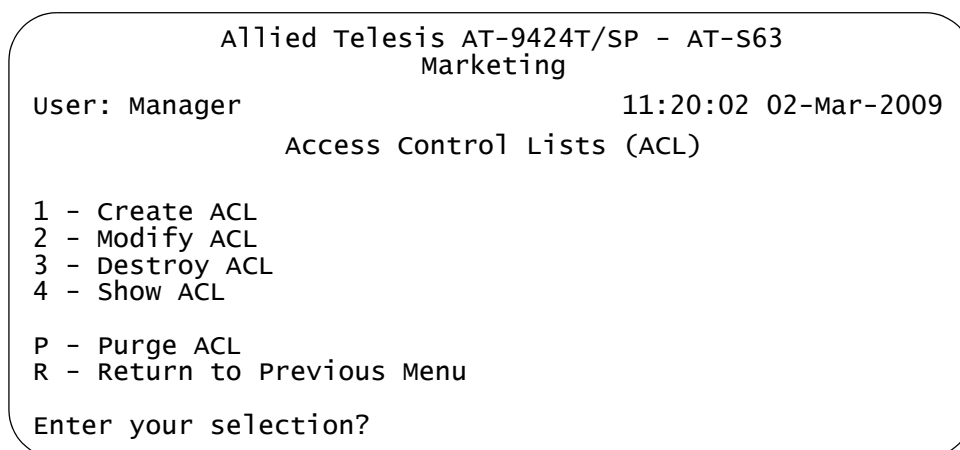 Allied Telesis AT-9424T/SP - AT-S63
Marketing
User: Manager 11:20:02 02-Mar-2009
Access Control Lists (ACL)
1 - Create ACL
2 - Modify ACL
3 - Destroy ACL
4 - Show ACL
P - Purge ACL
R - Return to Previous Menu
Enter your selection?